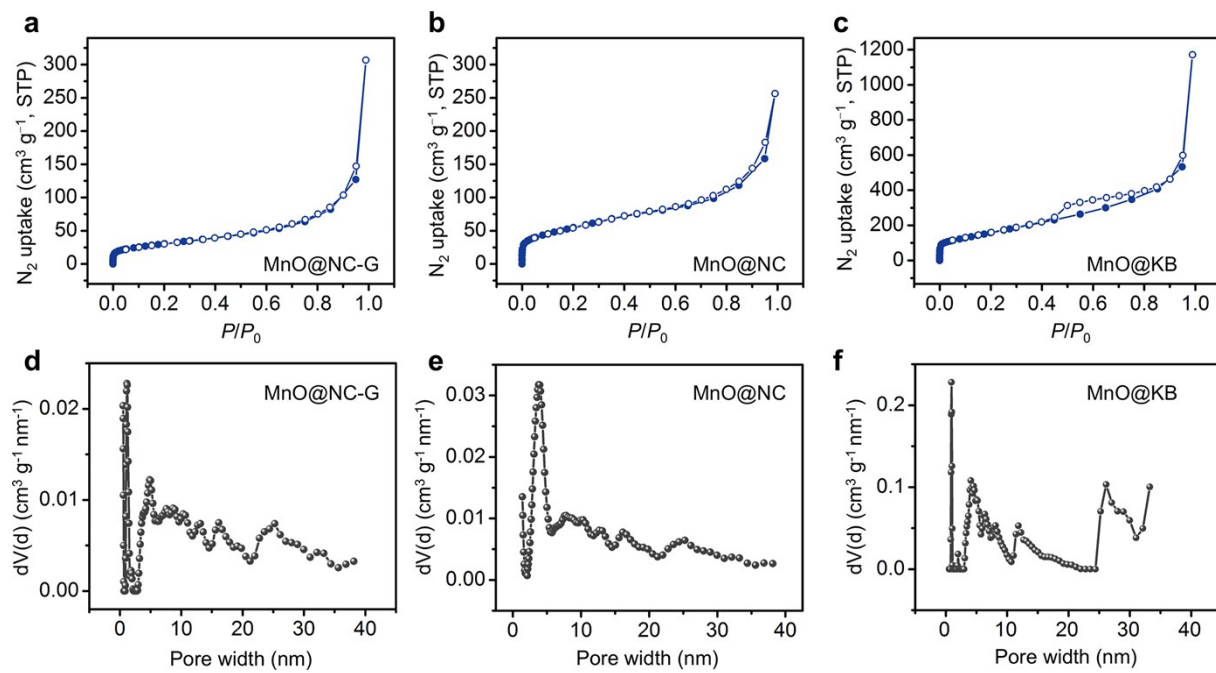 a
N₂ uptake (cm³ g⁻¹, STP)
300
250
200
150
100
50
0
MnO@NC-G
0.0 0.2 0.4 0.6 0.8 1.0
P/P₀
b
N₂ uptake (cm³ g⁻¹, STP)
300
250
200
150
100
50
0
MnO@NC
0.0 0.2 0.4 0.6 0.8 1.0
P/P₀
c
N₂ uptake (cm³ g⁻¹, STP)
1200
1000
800
600
400
200
0
MnO@KB
0.0 0.2 0.4 0.6 0.8 1.0
P/P₀
d
dV(d) (cm³ g⁻¹ nm⁻¹)
MnO@NC-G
0.02
0.01
0.00
0 10 20 30 40
Pore width (nm)
e
dV(d) (cm³ g⁻¹ nm⁻¹)
MnO@NC
0.03
0.02
0.01
0.00
0 10 20 30 40
Pore width (nm)
f
dV(d) (cm³ g⁻¹ nm⁻¹)
MnO@KB
0.2
0.1
0.0
0 10 20 30 40
Pore width (nm)